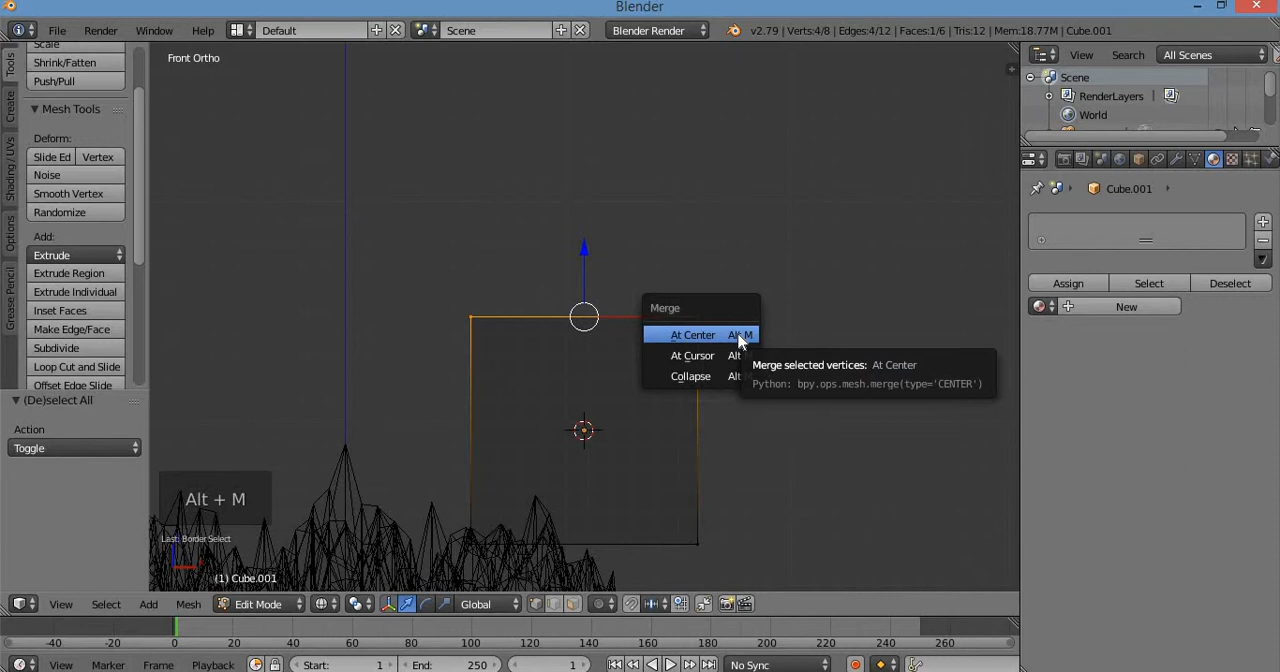 Blender
File Render Window Help Default Scene Blender Render v2.79 | Verts:4/8 | Edges:4/12 | Faces:1/6 | Tris:12 | Mem:18.77M | Cube.001
View Search All Scenes
Scene
RenderLayers
World
Tools
Create
Shading / UVs
Options
Grease Pencil
Scale
Shrink/Fatten
Push/Pull
Mesh Tools
Deform:
Slide Ed Vertex
Noise
Smooth Vertex
Randomize
Add:
Extrude
Extrude Region
Extrude Individual
Inset Faces
Make Edge/Face
Subdivide
Loop Cut and Slide
Offset Edge Slide
(De)select All
Action
Toggle
Front Ortho
Merge
At Center Alt M
At Cursor Alt
Collapse Alt
Merge selected vertices: At Center
Python: bpy.ops.mesh.merge(type='CENTER')
Alt + M
Last: Border Select
(1) Cube.001
Cube.001
Assign Select Deselect
New
View Select Add Mesh Edit Mode Global
-40 -20 0 20 40 60 80 100 120 140 160 180 200 220 240 260
View Marker Frame Playback Start: 1 End: 250 1 No Sync